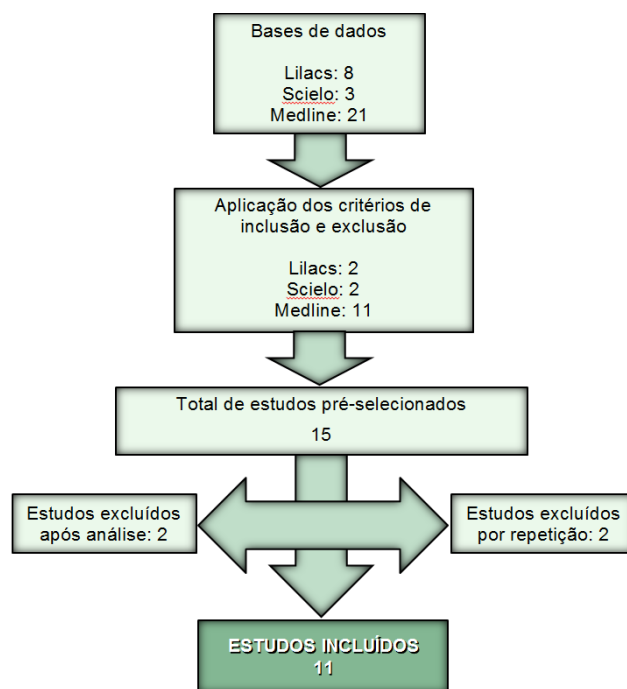 Bases de dados
Lilacs: 8
Scielo: 3
Medline: 21
Aplicação dos critérios de
inclusão e exclusão
Lilacs: 2
Scielo: 2
Medline: 11
Total de estudos pré-selecionados
15
Estudos excluídos
após análise: 2
Estudos excluídos
por repetição: 2
ESTUDOS INCLUÍDOS
11